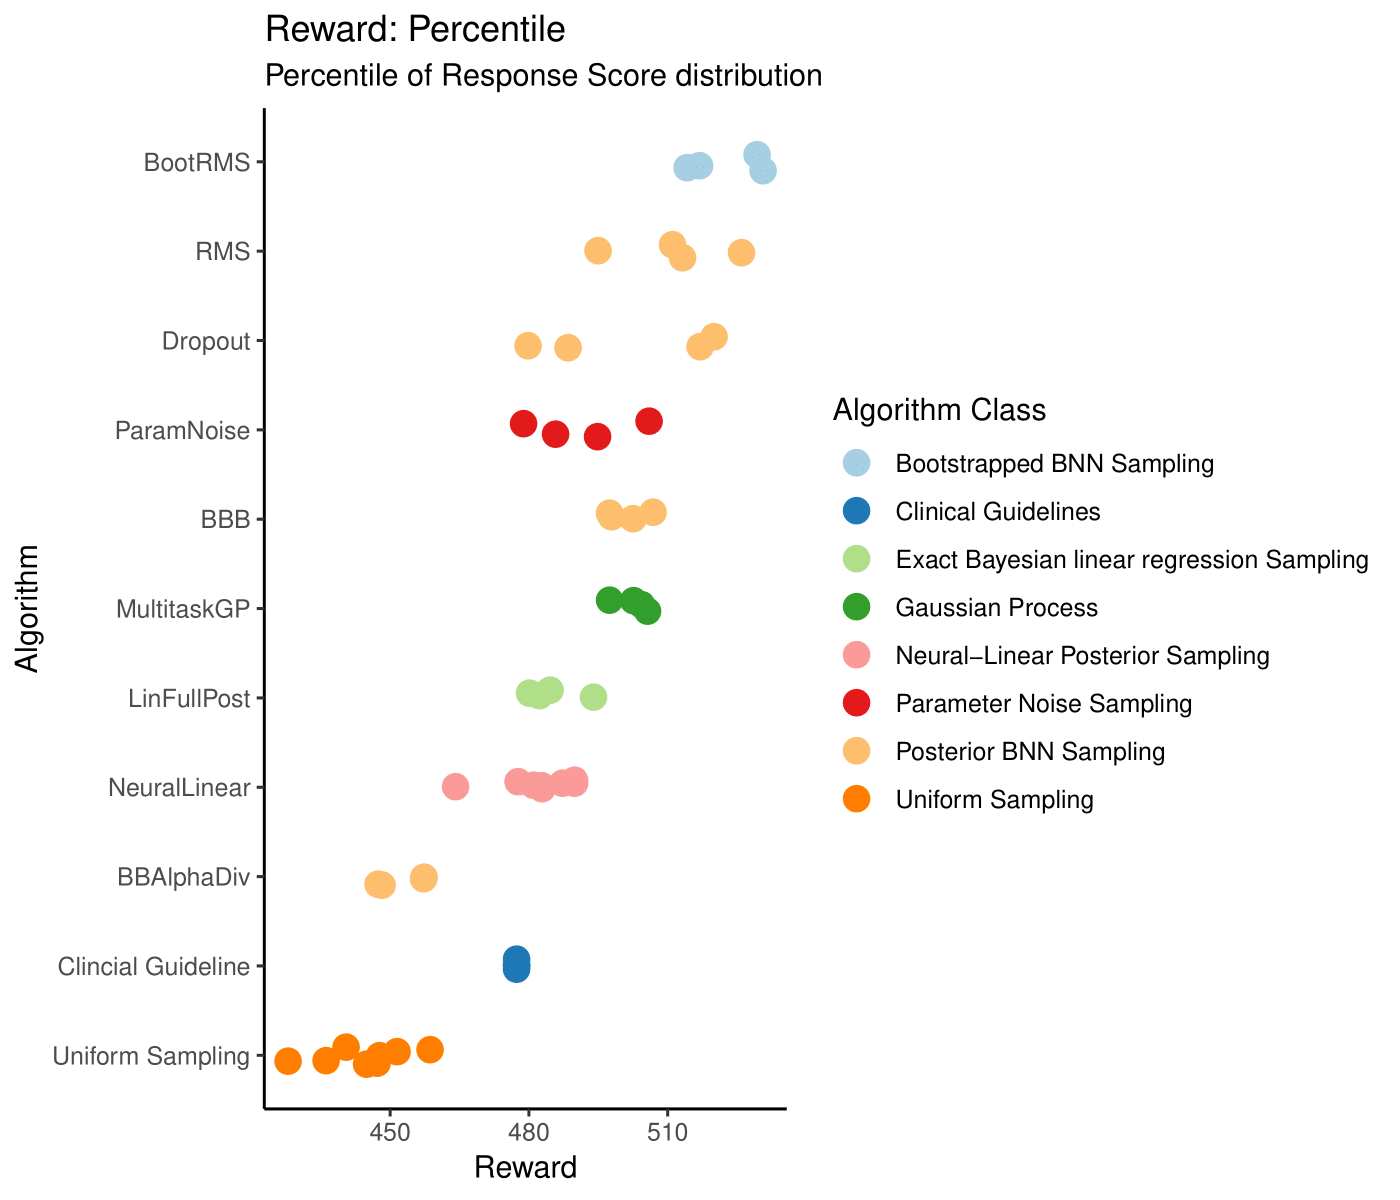 Reward: Percentile
Percentile of Response Score distribution
Algorithm
BootRMS
RMS
Dropout
ParamNoise
BBB
MultitaskGP
LinFullPost
NeuralLinear
BBAlphaDiv
Clincial Guideline
Uniform Sampling
450 480 510
Reward
Algorithm Class
Bootstrapped BNN Sampling
Clinical Guidelines
Exact Bayesian linear regression Sampling
Gaussian Process
Neural−Linear Posterior Sampling
Parameter Noise Sampling
Posterior BNN Sampling
Uniform Sampling